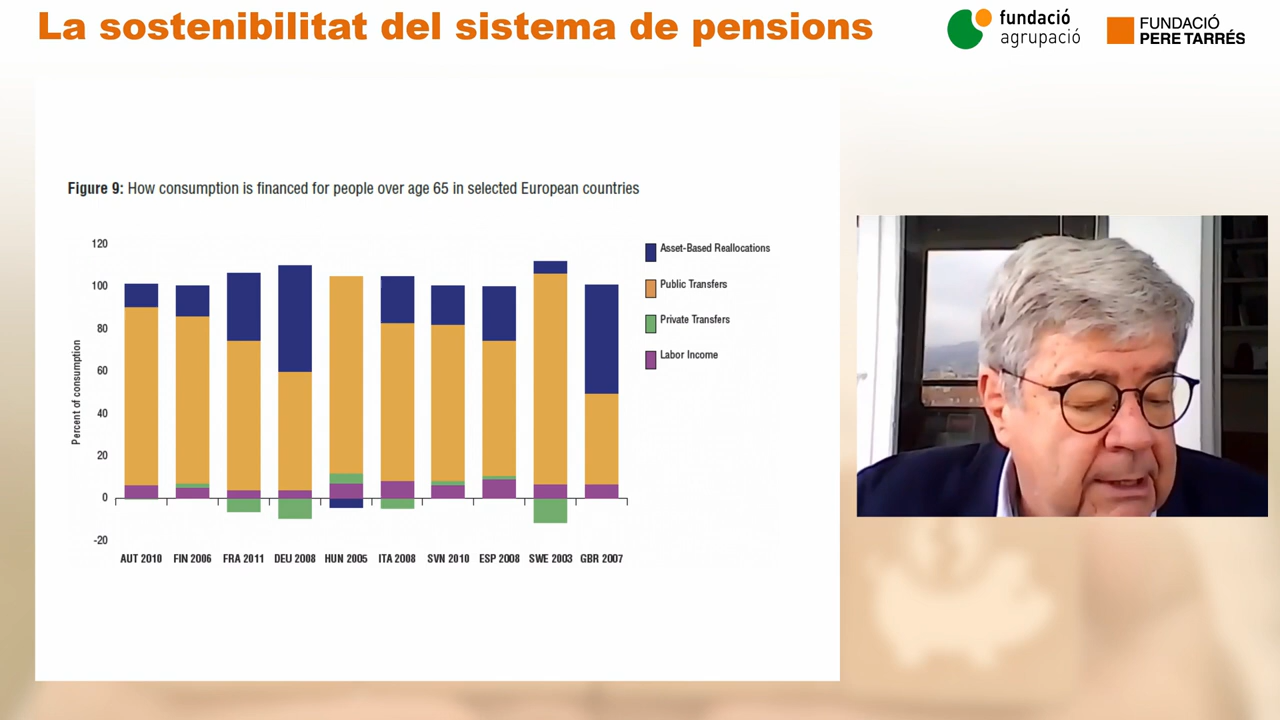 La sostenibilitat del sistema de pensions
fundació
agrupació
FUNDACIÓ
PERE TARRÉS
Figure 9: How consumption is financed for people over age 65 in selected European countries
Percent of consumption
120
100
80
60
40
20
0
-20
AUT 2010 FIN 2006 FRA 2011 DEU 2008 HUN 2005 ITA 2008 SVN 2010 ESP 2008 SWE 2003 GBR 2007
Asset-Based Reallocations
Public Transfers
Private Transfers
Labor Income